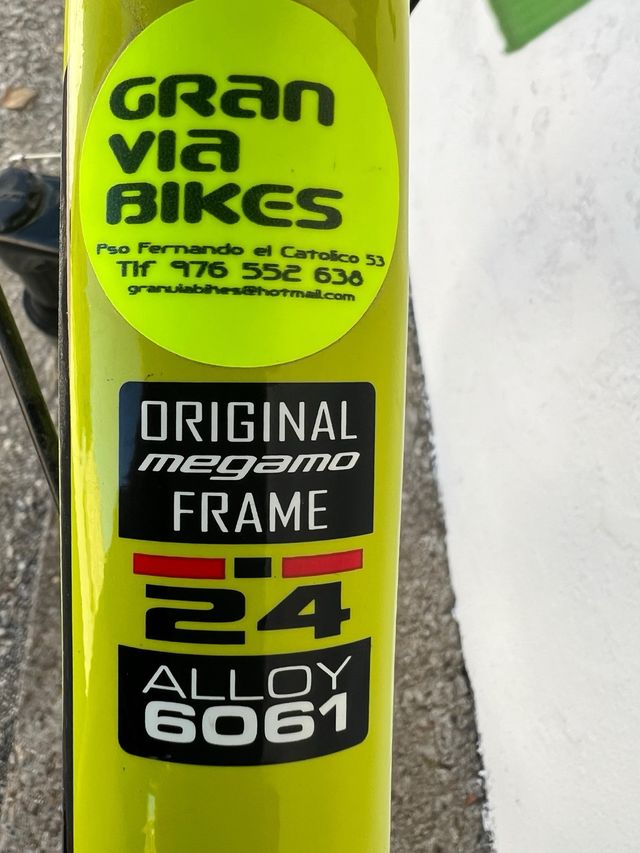 GRan
via
BIKES
Pso Fernando el Catolico 53
Tlf 976 552 638
granviabikes@hotmail.com
ORIGINAL
megamo
FRAME
24
ALLOY
6061